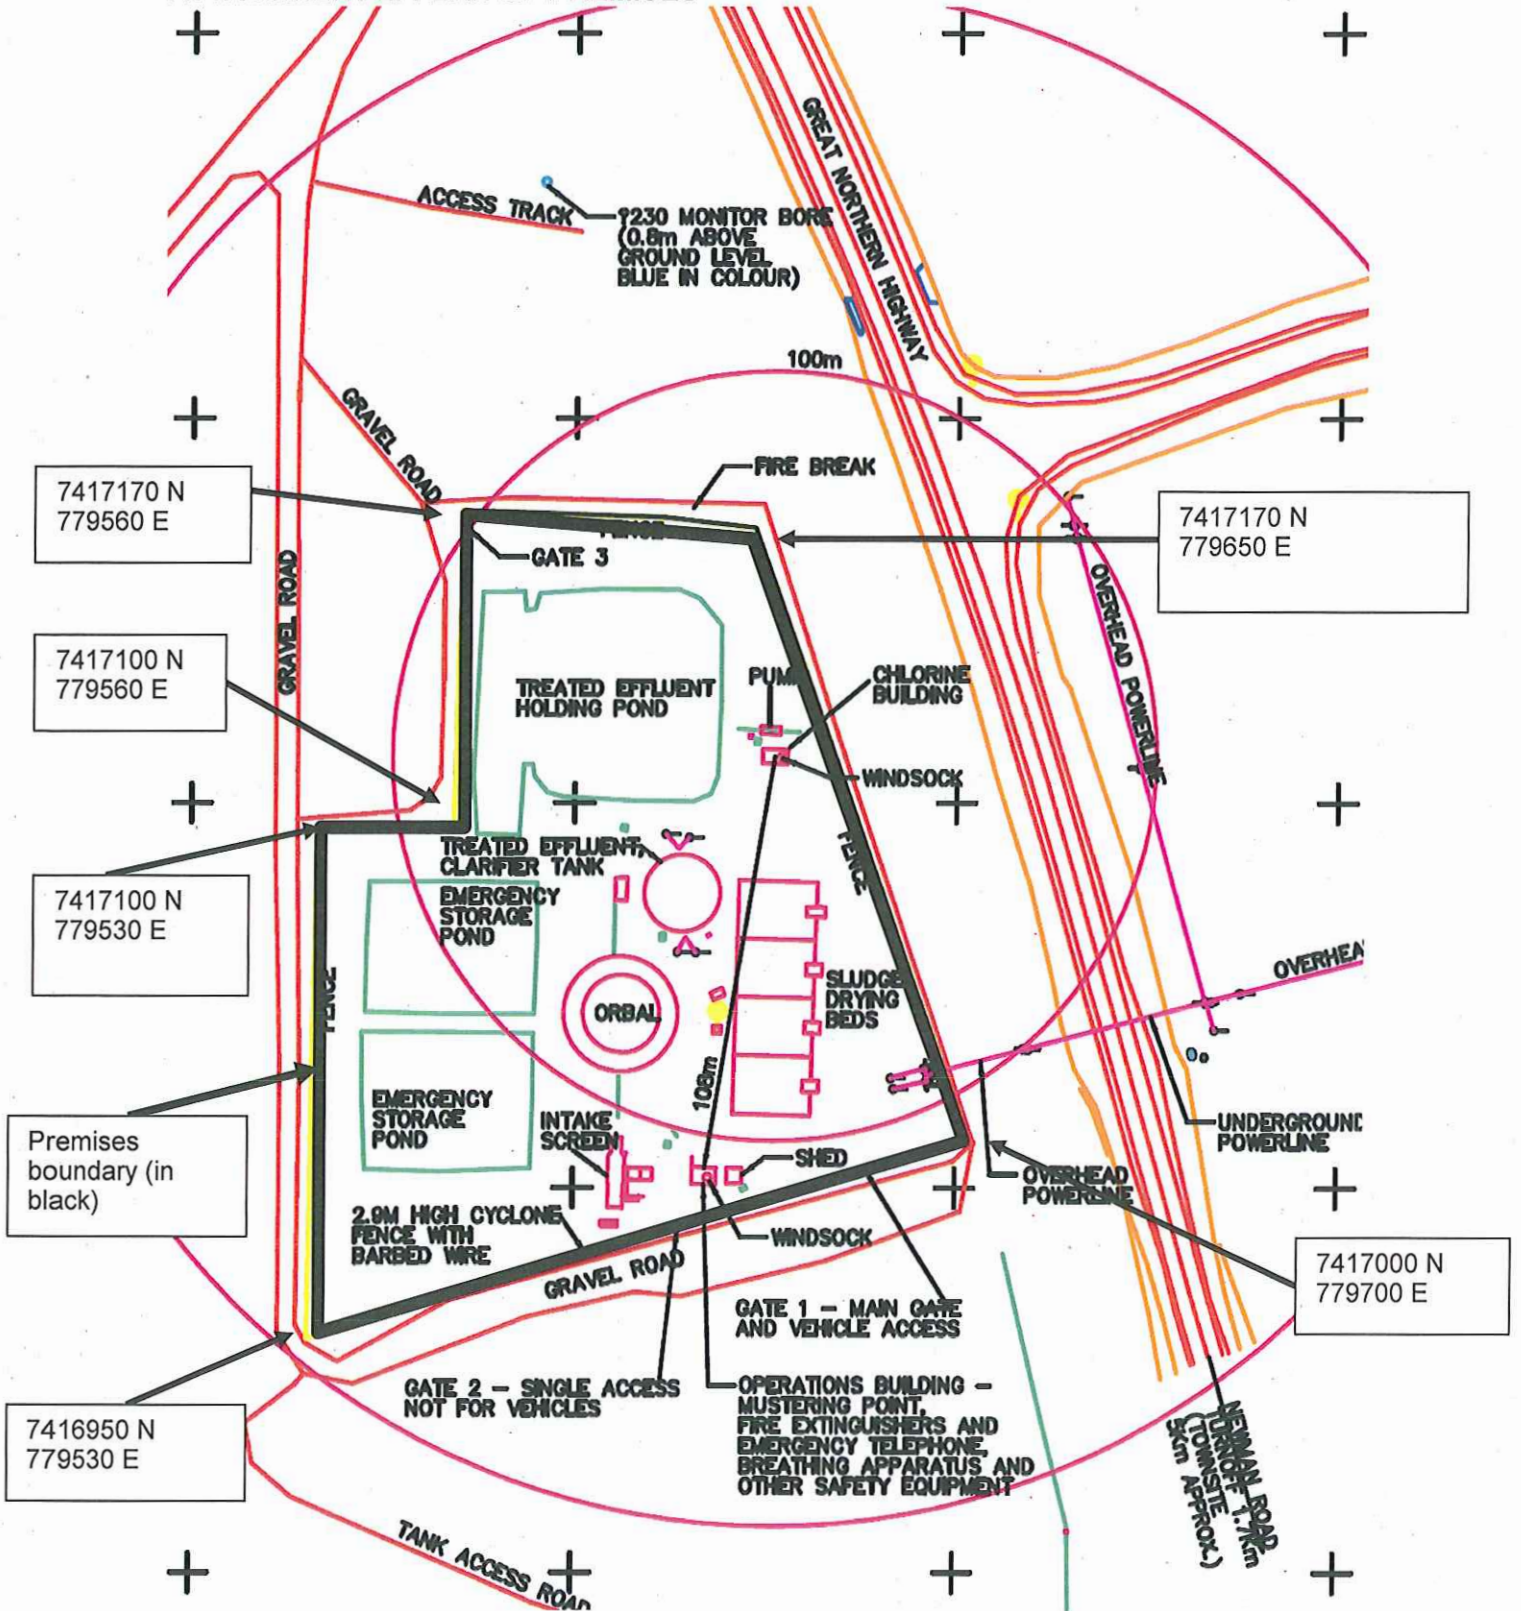 GREAT NORTHERN HIGHWAY
ACCESS TRACK
9230 MONITOR BORE
(0.8m ABOVE
GROUND LEVEL
BLUE IN COLOUR)
100m
GRAVEL ROAD
FIRE BREAK
7417170 N
779560 E
7417170 N
779650 E
FENCE
GATE 3
GRAVEL ROAD
OVERHEAD POWERLINE
7417100 N
779560 E
TREATED EFFLUENT
HOLDING POND
PUMP
CHLORINE
BUILDING
WINDSOCK
FENCE
TREATED EFFLUENT,
CLARIFIER TANK
7417100 N
779530 E
EMERGENCY
STORAGE
POND
FENCE
ORBAL
SLUDGE
DRYING
BEDS
OVERHEA
108m
EMERGENCY
STORAGE
POND
INTAKE
SCREEN
UNDERGROUND
POWERLINE
Premises
boundary (in
black)
SHED
OVERHEAD
POWERLINE
2.9M HIGH CYCLONE
FENCE WITH
BARBED WIRE
WINDSOCK
GRAVEL ROAD
7417000 N
779700 E
GATE 1 – MAIN GATE
AND VEHICLE ACCESS
GATE 2 – SINGLE ACCESS
NOT FOR VEHICLES
OPERATIONS BUILDING –
MUSTERING POINT,
FIRE EXTINGUISHERS AND
EMERGENCY TELEPHONE,
BREATHING APPARATUS AND
OTHER SAFETY EQUIPMENT
7416950 N
779530 E
NEWMAN ROAD
TURNOFF 1.7km
(TOWNSITE
5km APPROX.)
TANK ACCESS ROAD